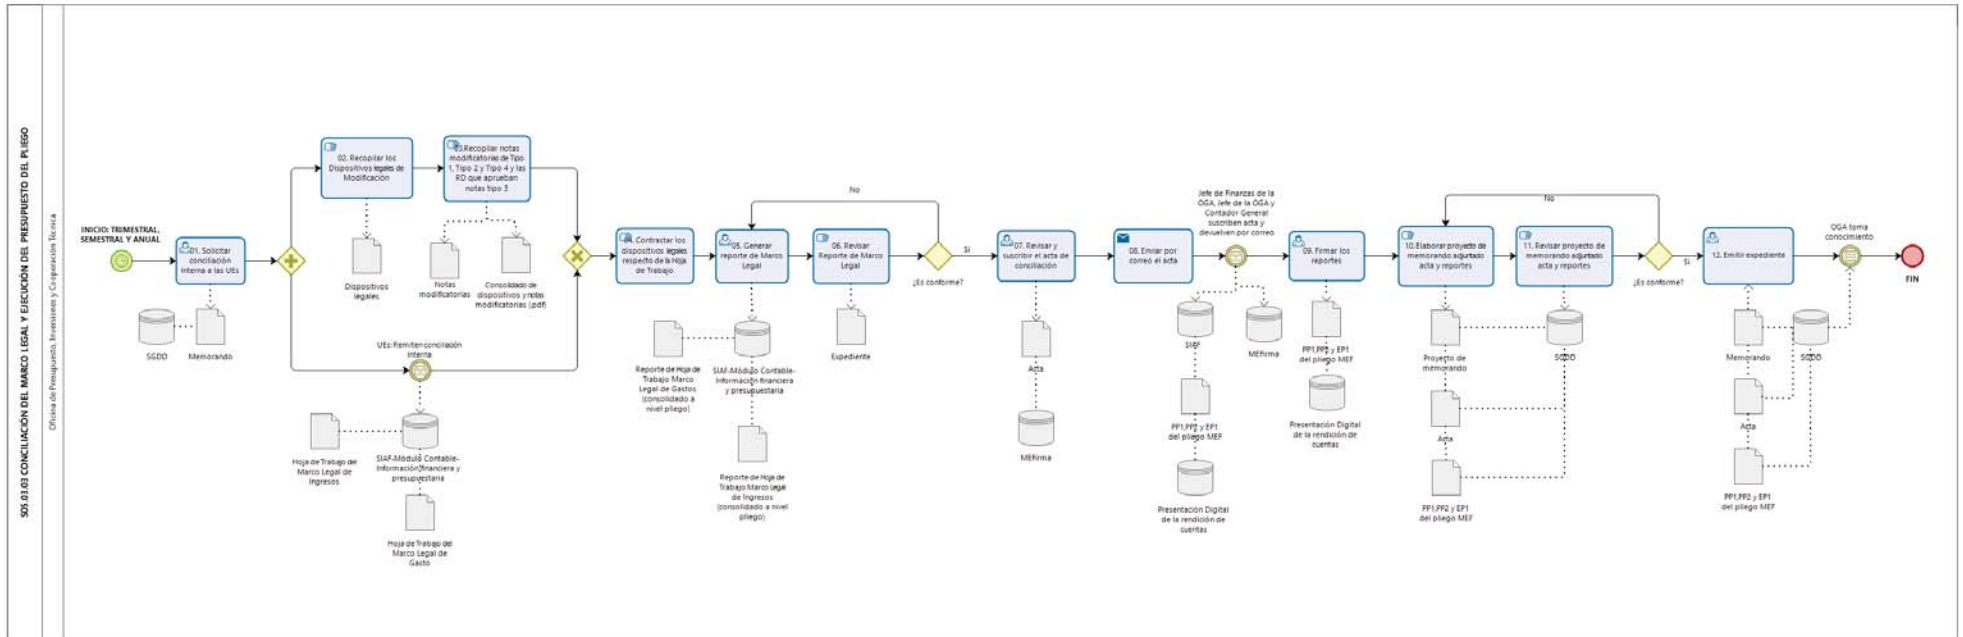 SOS.03.03 CONCILIACIÓN DEL MARCO LEGAL Y EJECUCIÓN DEL PRESUPUESTO DEL PLIEGO
Oficina de Presupuesto, Inversiones y Cooperación Técnica
INICIO: TRIMESTRAL,
SEMESTRAL Y ANUAL
01. Solicitar
conciliación
interna a las UEs
SGDD
Memorando
02. Recopilar los
Dispositivos legales de
Modificación
Dispositivos
legales
03.Recopilar notas
modificatorias de Tipo
1, Tipo 2 y Tipo 4 y las
RD que aprueban
notas tipo 3
Notas
modificatorias
Consolidado de
dispositivos y notas
modificatorias (.pdf)
UEs: Remiten conciliación
interna
Hoja de Trabajo del
Marco Legal de
Ingresos
SIAF-Módulo Contable-
Información financiera y
presupuestaria
Hoja de Trabajo del
Marco Legal de
Gasto
04. Contrastar los
dispositivos legales
respecto de la Hoja
de Trabajo
05. Generar
reporte de Marco
Legal
Reporte de Hoja de
Trabajo Marco
Legal de Gastos
(consolidado a
nivel pliego)
SIAF-Módulo Contable-
Información financiera
y presupuestaria
Reporte de Hoja de
Trabajo Marco Legal
de Ingresos
(consolidado a nivel
pliego)
06. Revisar
Reporte de Marco
Legal
Expediente
No
¿Es conforme?
Si
07. Revisar y
suscribir el acta de
conciliación
Acta
MEfirma
08. Enviar por
correo el acta
Jefe de Finanzas de la
OGA, Jefe de la OGA y
Contador General
suscriben acta y
devuelven por correo
SIAF
MEfirma
PP1,PP2 y EP1
del pliego MEF
Presentación Digital
de la rendición de
cuentas
09. Firmar los
reportes
PP1,PP2 y EP1
del pliego MEF
Presentación Digital
de la rendición de
cuentas
10.Elaborar proyecto de
memorando adjuntado
acta y reportes
Proyecto de
memorando
Acta
PP1,PP2 y EP1
del pliego MEF
11. Revisar proyecto de
memorando adjuntado
acta y reportes
SGDD
No
¿Es conforme?
Si
12. Emitir expediente
Memorando
SGDD
Acta
PP1,PP2 y EP1
del pliego MEF
OGA toma
conocimiento
FIN